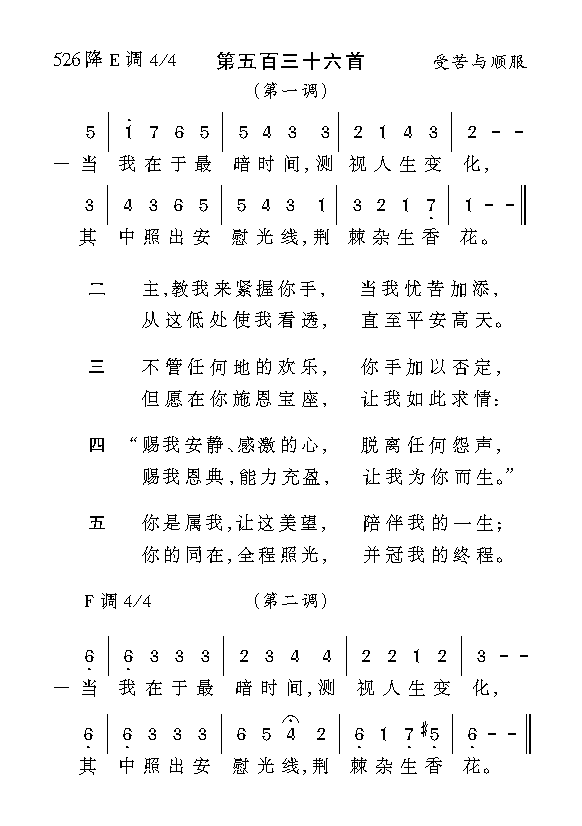 526降E调4/4 第五百三十六首 受苦与顺服
(第一调)
5 | 1 7 6 5 | 5 4 3 3 | 2 1 4 3 | 2 - -
一当 我在于最 暗时间,测 视人生变 化,
3 | 4 3 6 5 | 5 4 3 1 | 3 2 1 7 | 1 - - ‖
其 中照出安 慰光线,荆 棘杂生香 花。
二 主,教我来紧握你手, 当我忧苦加添,
从这低处使我看透, 直至平安高天。
三 不管任何地的欢乐, 你手加以否定,
但愿在你施恩宝座, 让我如此求情:
四 “赐我安静、感激的心, 脱离任何怨声,
赐我恩典,能力充盈, 让我为你而生。”
五 你是属我,让这美望, 陪伴我的一生;
你的同在,全程照光, 并冠我的终程。
F调4/4 (第二调)
6 | 6 3 3 3 | 2 3 4 4 | 2 2 1 2 | 3 - -
一当 我在于最 暗时间,测 视人生变 化,
6 | 6 3 3 3 | 6 5 4 2 | 6 1 7 #5 | 6 - - ‖
其 中照出安 慰光线,荆 棘杂生香 花。